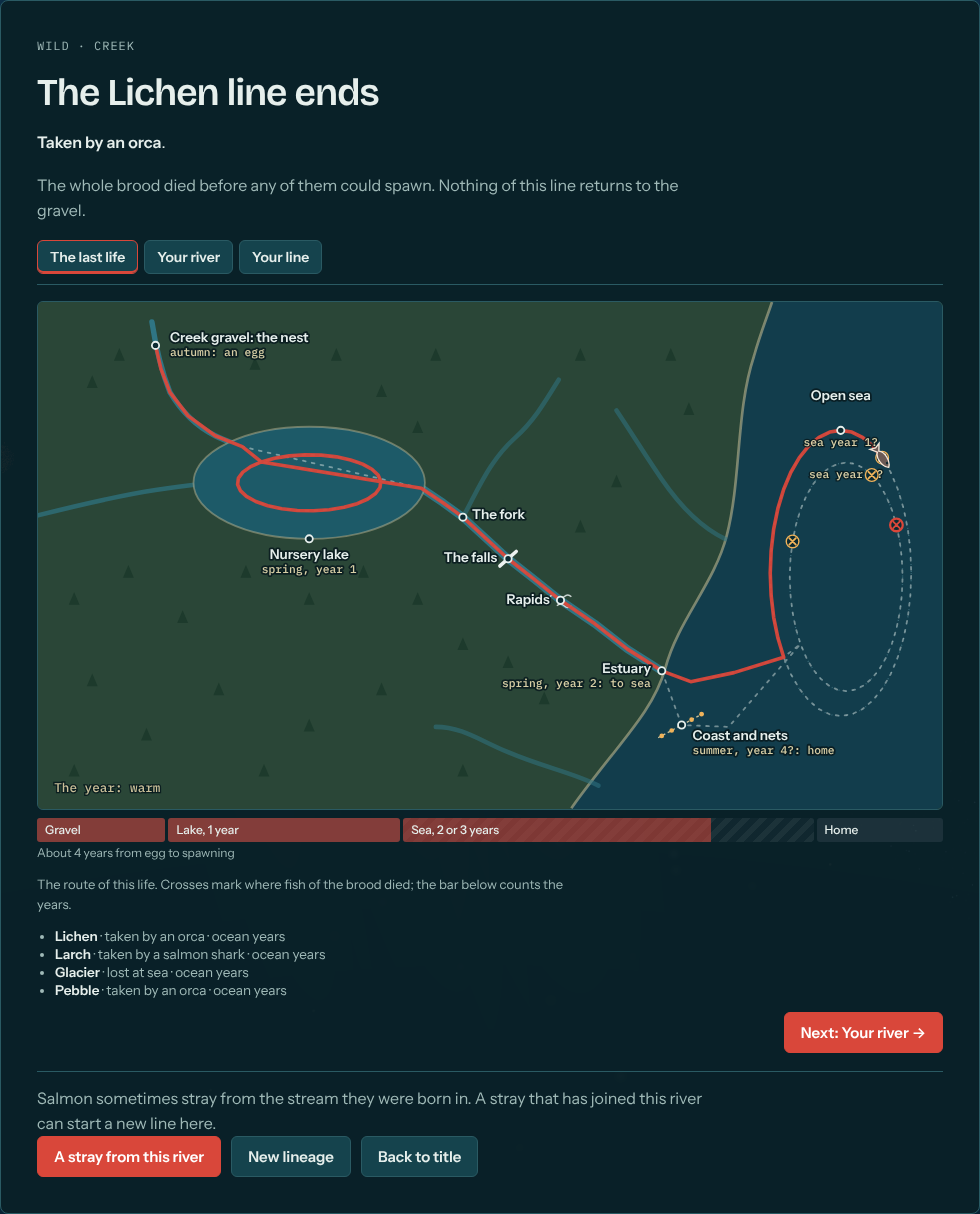 WILD · CREEK
The Lichen line ends
Taken by an orca.
The whole brood died before any of them could spawn. Nothing of this line returns to the
gravel.
The last life
Your river
Your line
Creek gravel: the nest
autumn: an egg
Open sea
sea year 1?
sea year ?
The fork
Nursery lake
spring, year 1
The falls
Rapids
Estuary
spring, year 2: to sea
Coast and nets
summer, year 4?: home
The year: warm
Gravel
Lake, 1 year
Sea, 2 or 3 years
Home
About 4 years from egg to spawning
The route of this life. Crosses mark where fish of the brood died; the bar below counts the
years.
Lichen · taken by an orca · ocean years
Larch · taken by a salmon shark · ocean years
Glacier · lost at sea · ocean years
Pebble · taken by an orca · ocean years
Next: Your river →
Salmon sometimes stray from the stream they were born in. A stray that has joined this river
can start a new line here.
A stray from this river
New lineage
Back to title